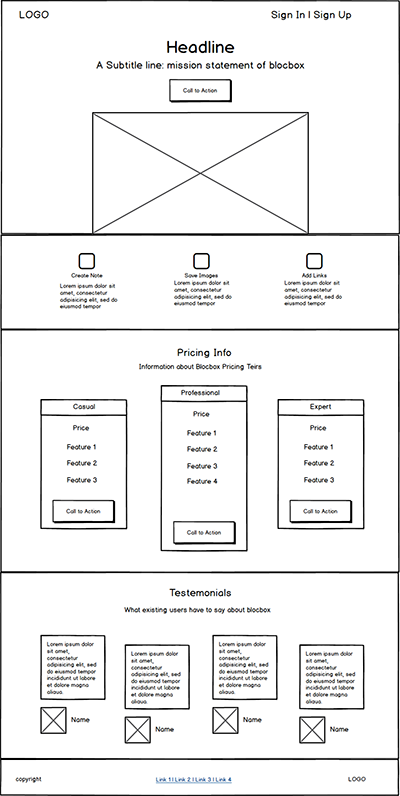 LOGO
Sign In | Sign Up
Headline
A Subtitle line: mission statement of blocbox
Call to Action
Create Note
Lorem ipsum dolor sit
amet, consectetur
adipisicing elit, sed do
eiusmod tempor
Save Images
Lorem ipsum dolor sit
amet, consectetur
adipisicing elit, sed do
eiusmod tempor
Add Links
Lorem ipsum dolor sit
amet, consectetur
adipisicing elit, sed do
eiusmod tempor
Pricing Info
Information about Blocbox Pricing Teirs
Casual
Price
Feature 1
Feature 2
Feature 3
Call to Action
Professional
Price
Feature 1
Feature 2
Feature 3
Feature 4
Call to Action
Expert
Price
Feature 1
Feature 2
Feature 3
Call to Action
Testemonials
What existing users have to say about blocbox
Lorem ipsum dolor
sit amet,
consectetur
adipisicing elit, sed
do eiusmod tempor
incididunt ut labore
et dolore magna
aliqua.
Name
Lorem ipsum dolor
sit amet,
consectetur
adipisicing elit, sed
do eiusmod tempor
incididunt ut labore
et dolore magna
aliqua.
Name
Lorem ipsum dolor
sit amet,
consectetur
adipisicing elit, sed
do eiusmod tempor
incididunt ut labore
et dolore magna
aliqua.
Name
Lorem ipsum dolor
sit amet,
consectetur
adipisicing elit, sed
do eiusmod tempor
incididunt ut labore
et dolore magna
aliqua.
Name
copyright
Link 1 | Link 2 | Link 3 | Link 4
LOGO